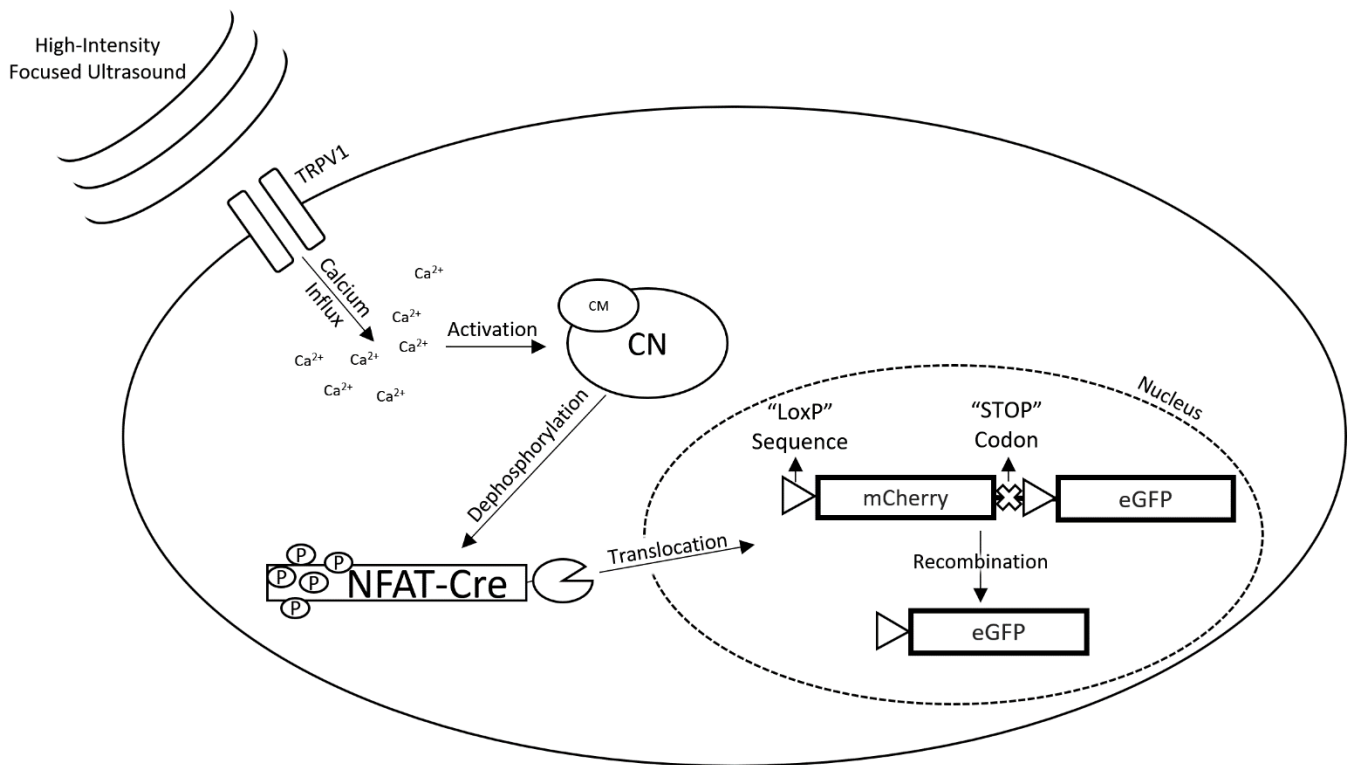 High-Intensity
Focused Ultrasound
TRPV1
Calcium
Influx
Ca²⁺
Ca²⁺
Ca²⁺
Ca²⁺
Ca²⁺
Ca²⁺
Ca²⁺
Activation
CM
CN
Dephosphorylation
P
P
P
P
P
NFAT-Cre
Translocation
Nucleus
“LoxP”
Sequence
“STOP”
Codon
mCherry
eGFP
Recombination
eGFP